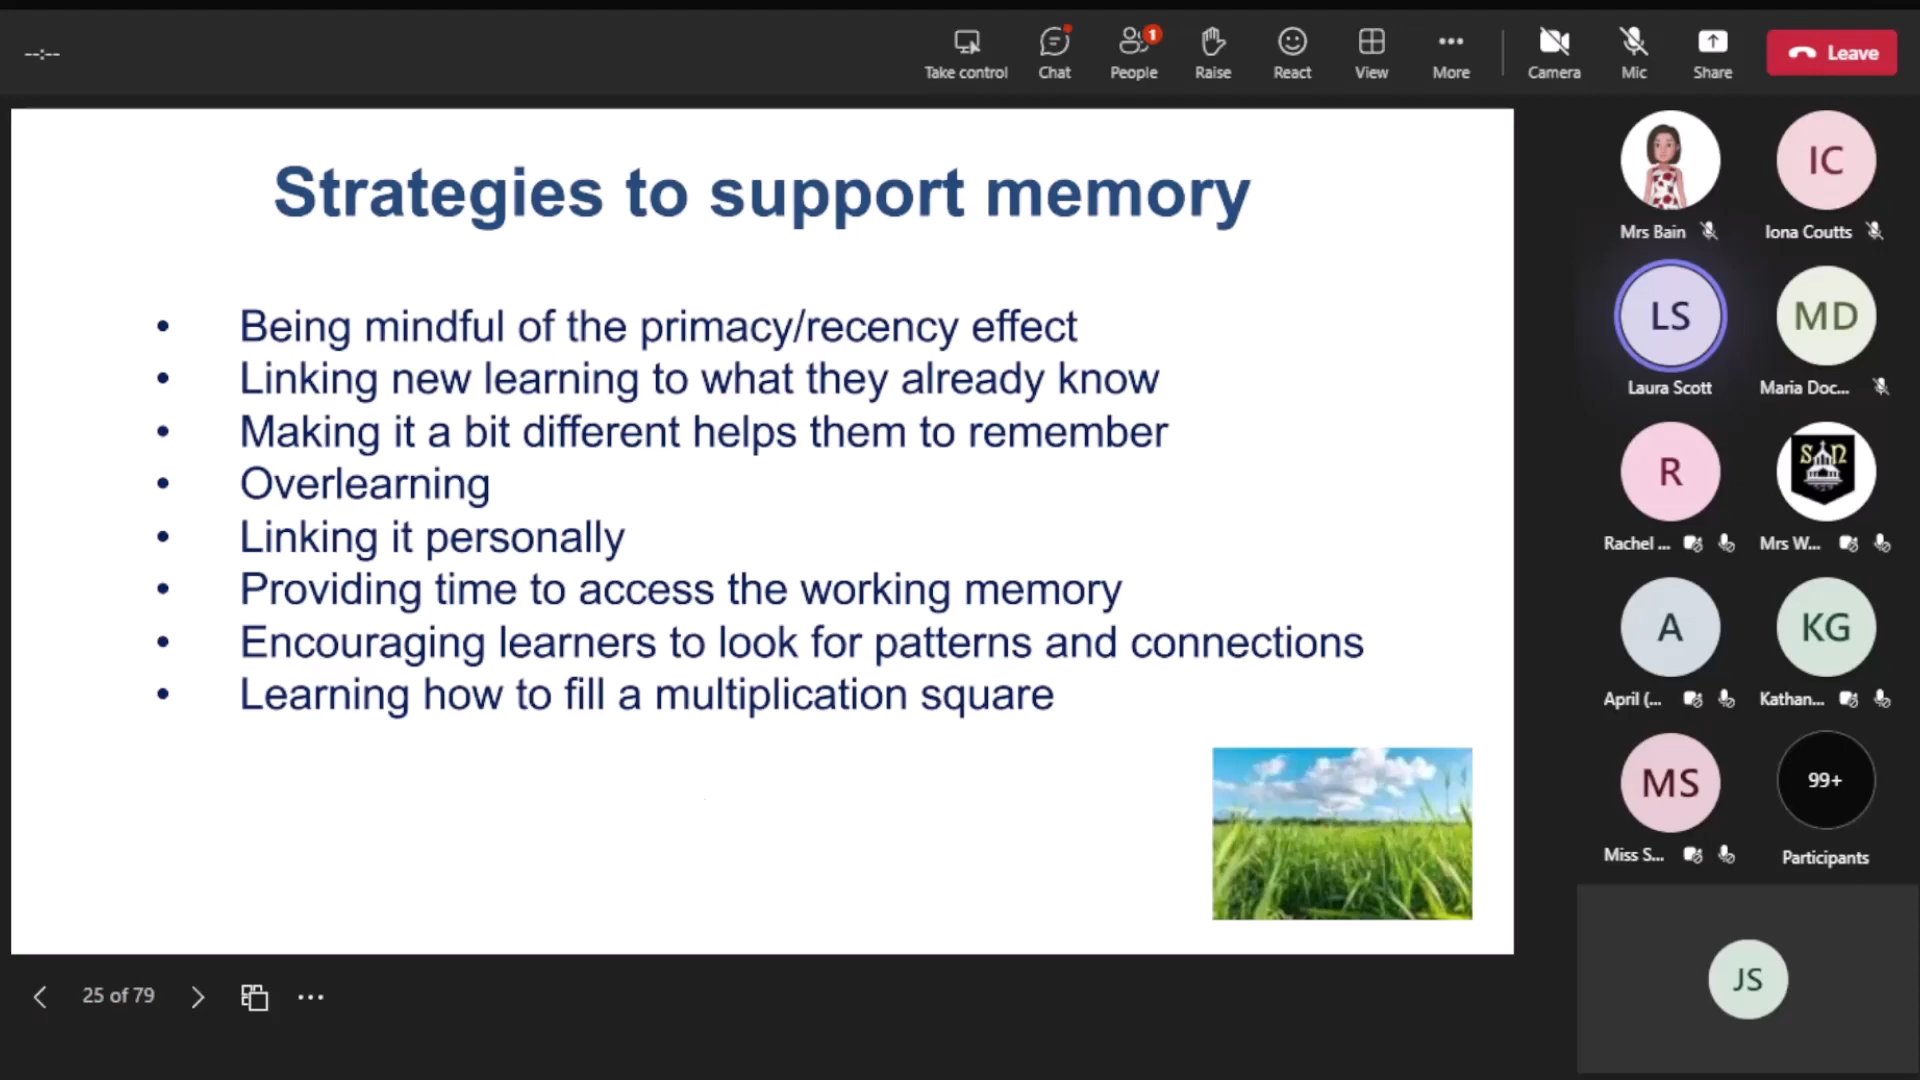 --:--
Take control
Chat
1
People
Raise
React
View
More
Camera
Mic
Share
Leave
Strategies to support memory
• Being mindful of the primacy/recency effect
• Linking new learning to what they already know
• Making it a bit different helps them to remember
• Overlearning
• Linking it personally
• Providing time to access the working memory
• Encouraging learners to look for patterns and connections
• Learning how to fill a multiplication square
25 of 79
Mrs Bain
IC
Iona Coutts
LS
Laura Scott
MD
Maria Doc...
R
Rachel ...
SN
Mrs W...
A
April (...
KG
Kathan...
MS
Miss S...
99+
Participants
JS